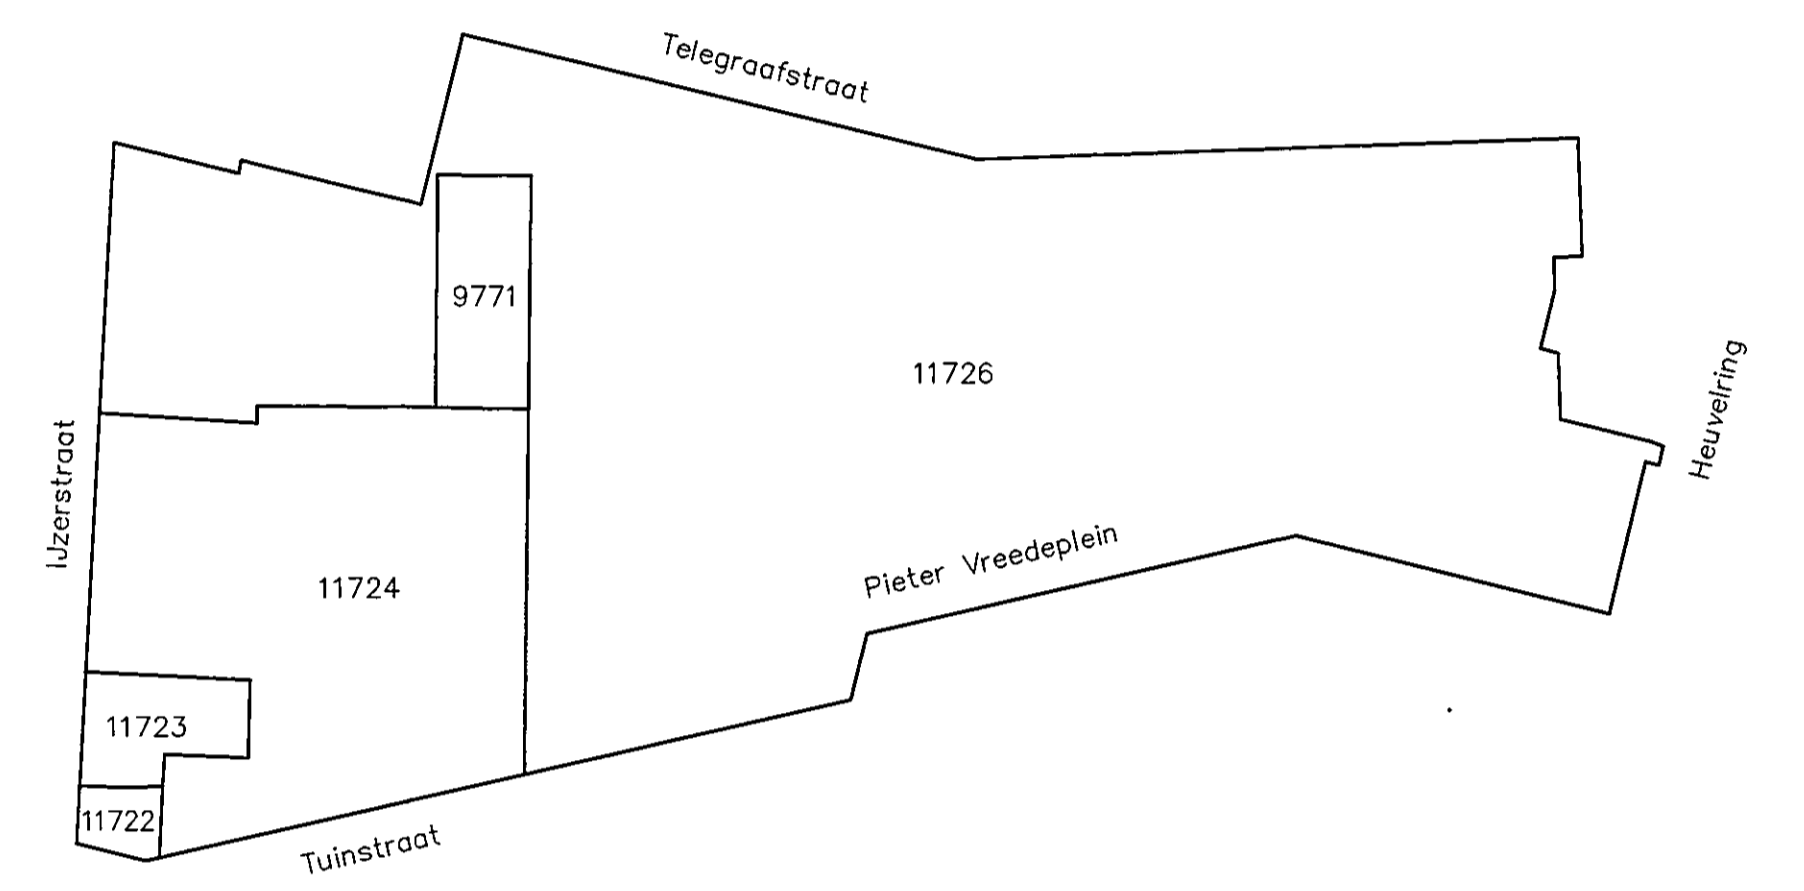 Telegraafstraat
9771
11726
Heuvelring
IJzerstraat
Pieter Vreedeplein
11724
11723
11722
Tuinstraat